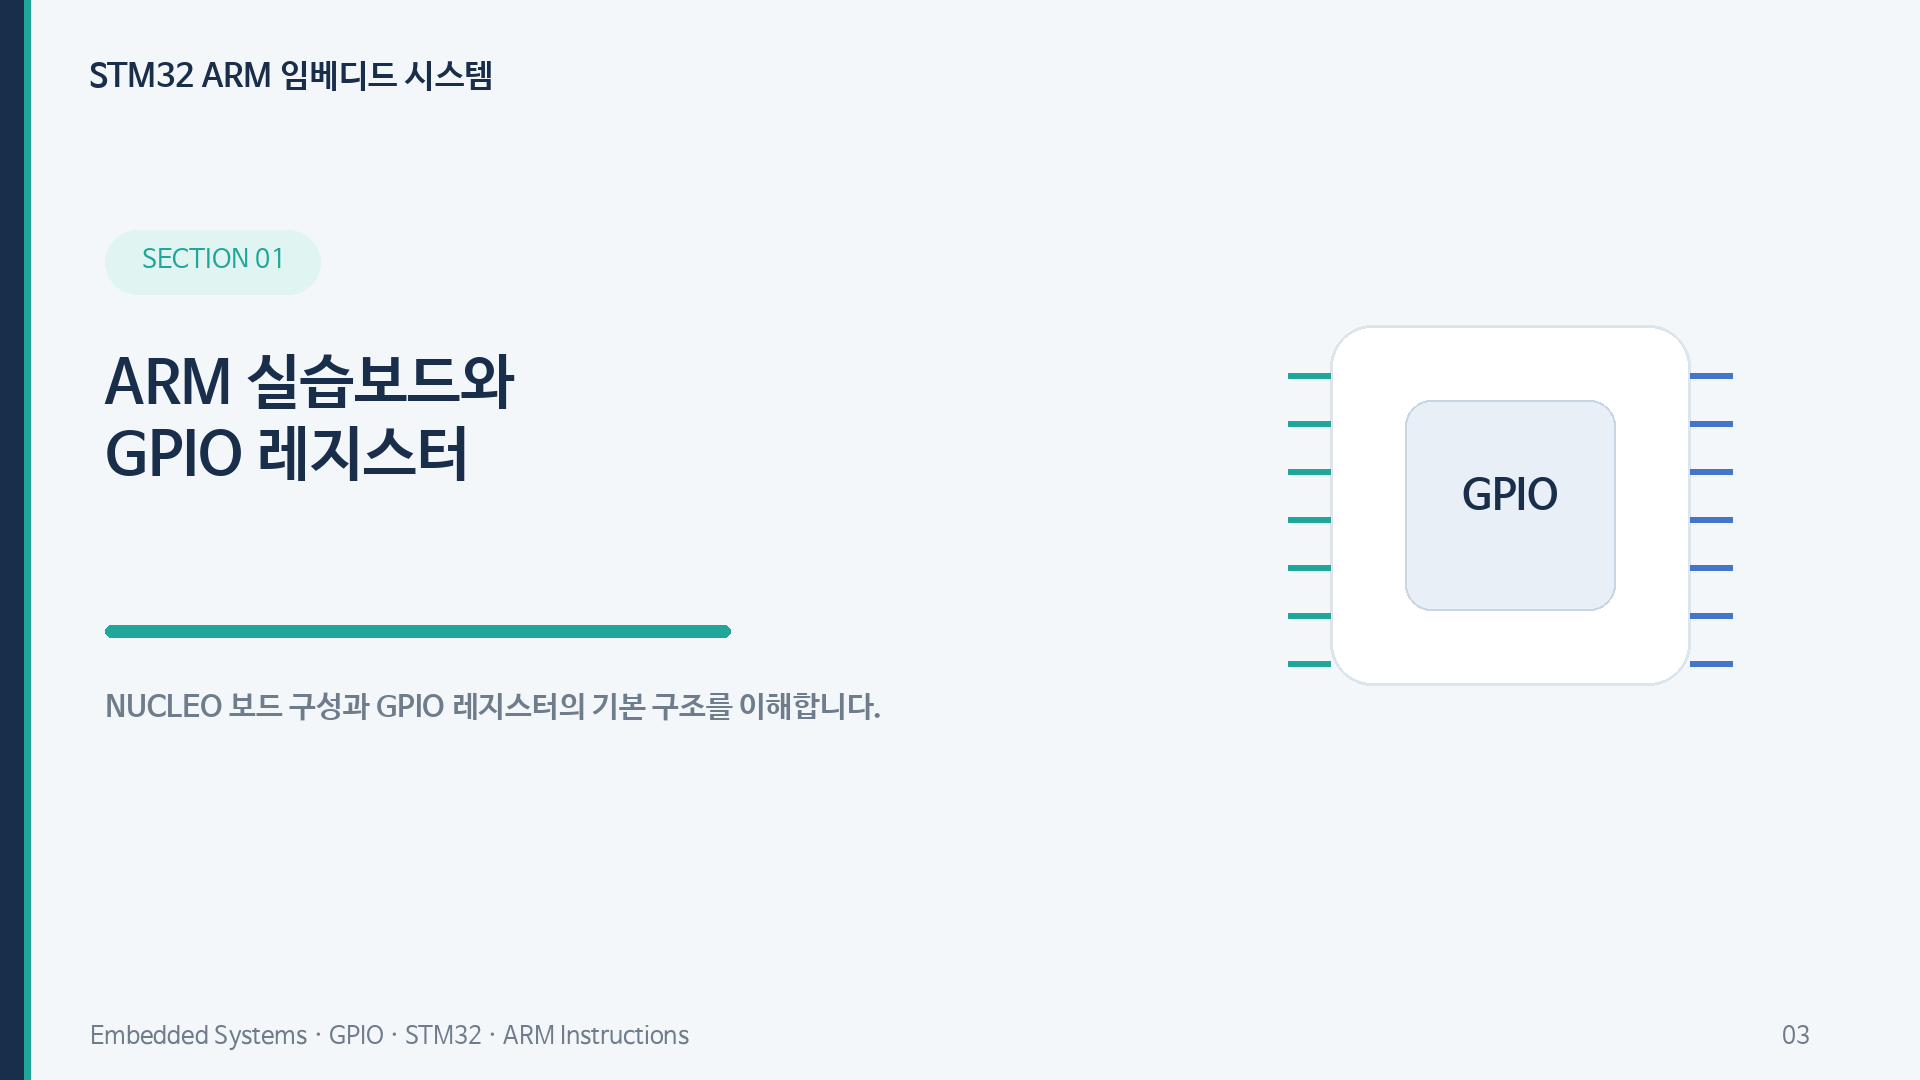 STM32 ARM 임베디드 시스템
SECTION 01
ARM 실습보드와
GPIO 레지스터
GPIO
NUCLEO 보드 구성과 GPIO 레지스터의 기본 구조를 이해합니다.
Embedded Systems · GPIO · STM32 · ARM Instructions
03